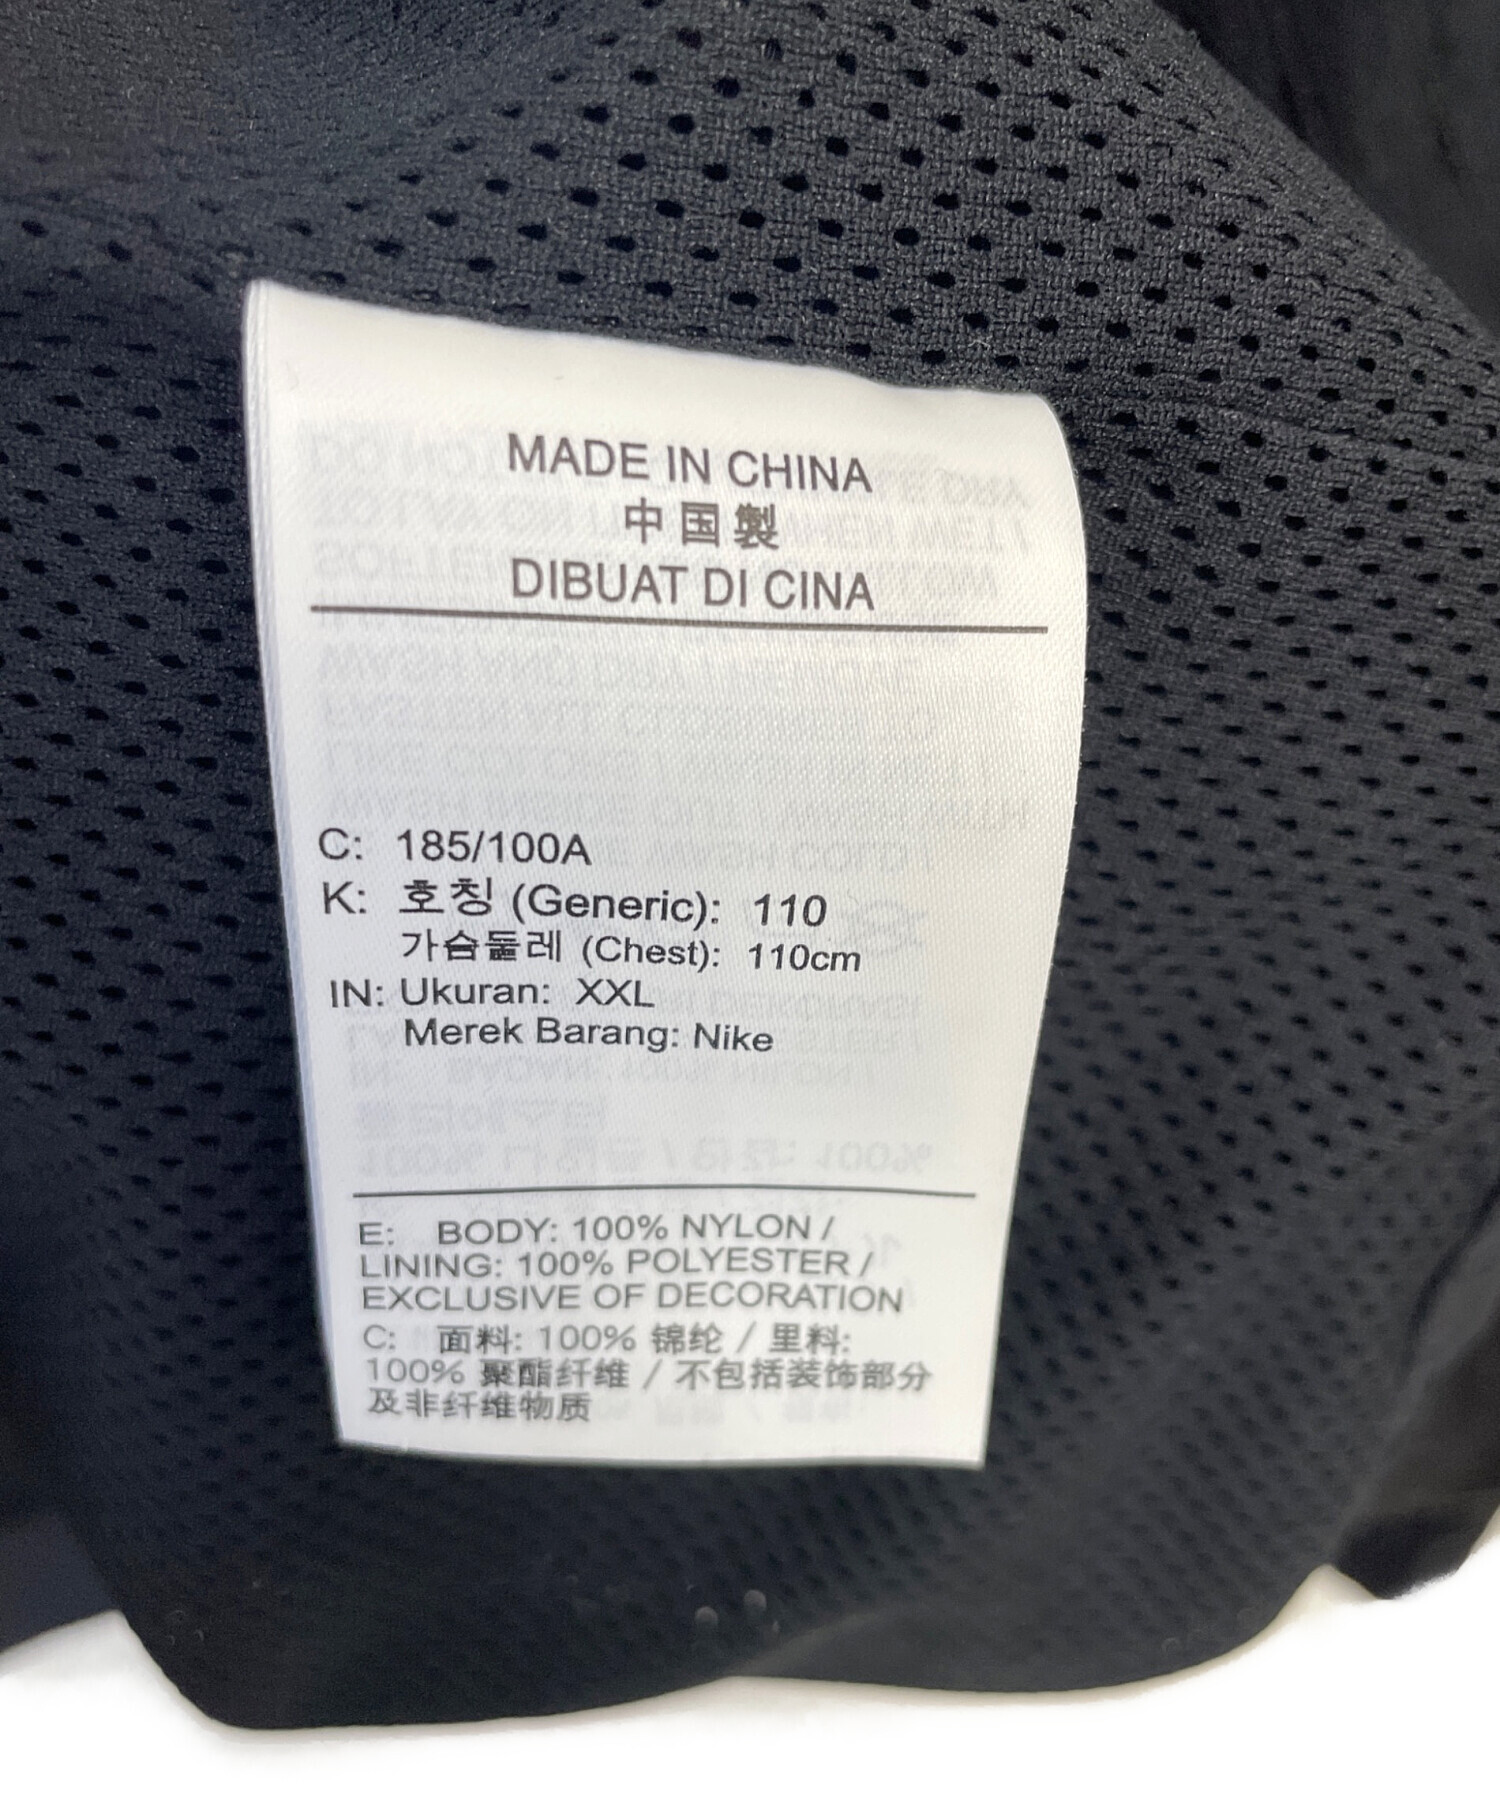 MADE IN CHINA
中国製
DIBUAT DI CINA
C: 185/100A
K: 호칭 (Generic): 110
가슴둘레 (Chest): 110cm
IN: Ukuran: XXL
Merek Barang: Nike
E: BODY: 100% NYLON /
LINING: 100% POLYESTER /
EXCLUSIVE OF DECORATION
C: 面料: 100% 锦纶 / 里料:
100% 聚酯纤维 / 不包括装饰部分
及非纤维物质